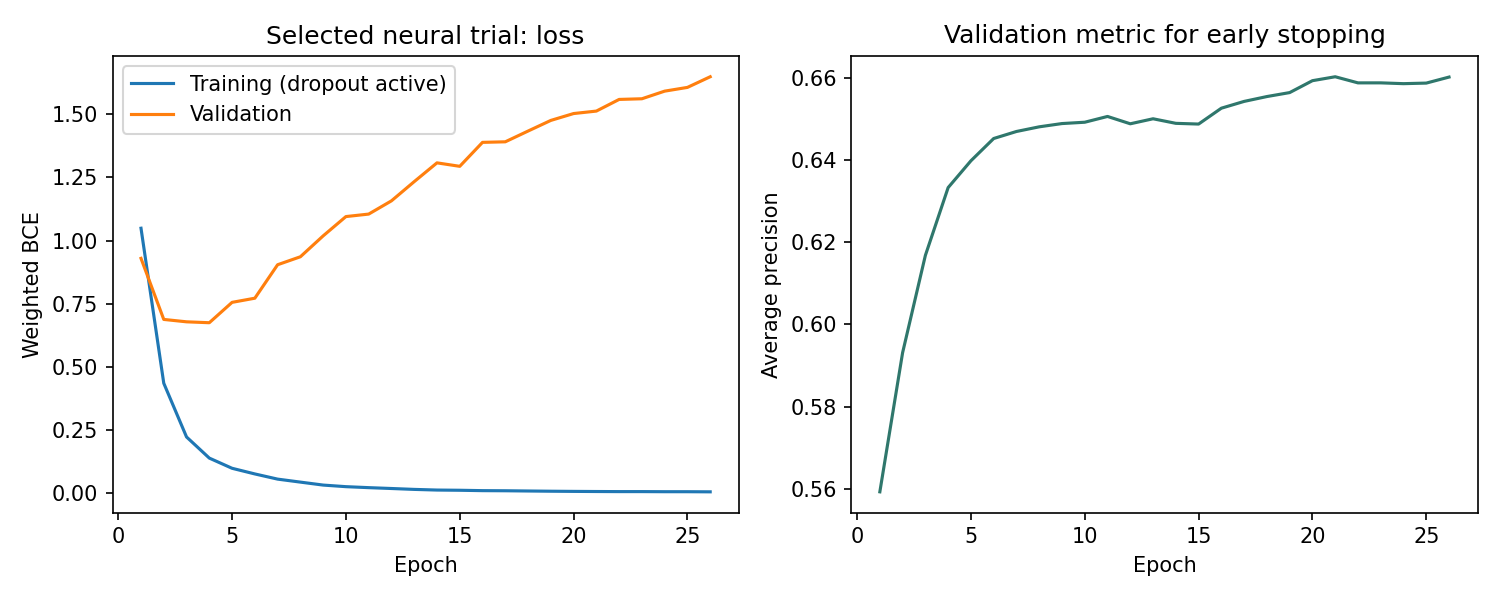 Selected neural trial: loss
Training (dropout active)
Validation
1.50
1.25
1.00
0.75
0.50
0.25
0.00
Weighted BCE
0 5 10 15 20 25
Epoch
Validation metric for early stopping
0.66
0.64
0.62
0.60
0.58
0.56
Average precision
0 5 10 15 20 25
Epoch